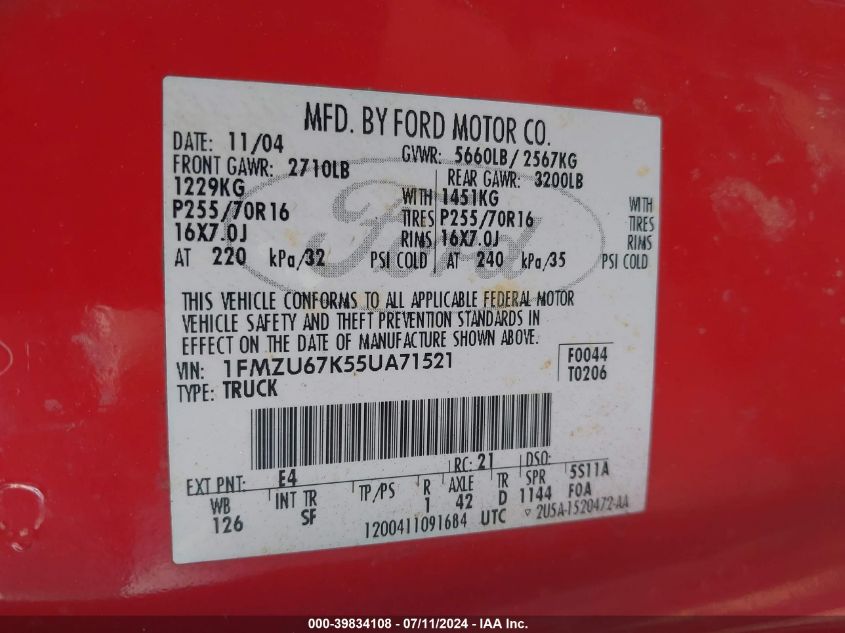 MFD. BY FORD MOTOR CO.
DATE: 11/04 GVWR: 5660LB/2567KG
FRONT GAWR: 2710LB REAR GAWR: 3200LB
1229KG WITH 1451KG WITH
P255/70R16 TIRES P255/70R16 TIRES
16X7.0J RIMS 16X7.0J RIMS
AT 220 kPa/32 PSI COLD AT 240 kPa/35 PSI COLD
Ford
THIS VEHICLE CONFORMS TO ALL APPLICABLE FEDERAL MOTOR
VEHICLE SAFETY AND THEFT PREVENTION STANDARDS IN
EFFECT ON THE DATE OF MANUFACTURE SHOWN ABOVE.
VIN: 1FMZU67K55UA71521 F0044
TYPE: TRUCK T0206
EXT PNT: E4 RC: 21 DSO:
WB INT TR TP/PS R AXLE TR SPR 5S11A
126 SF 1 42 D 1144 F0A
1200411091684 UTC 2U5A-1520472-AA
000-39834108 - 07/11/2024 - IAA Inc.